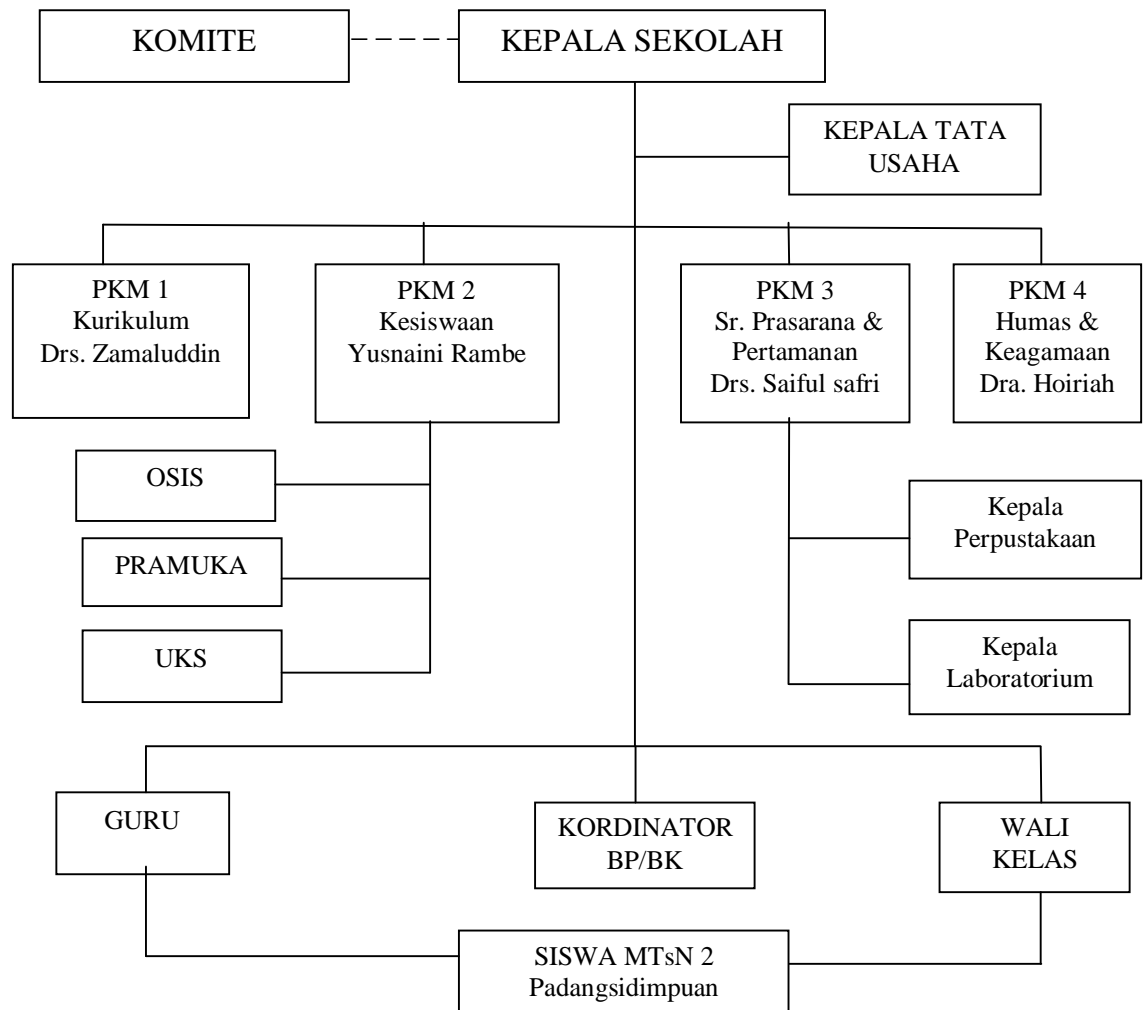 KOMITE
KEPALA SEKOLAH
KEPALA TATA
USAHA
PKM 1
Kurikulum
Drs. Zamaluddin
PKM 2
Kesiswaan
Yusnaini Rambe
PKM 3
Sr. Prasarana &
Pertamanan
Drs. Saiful safri
PKM 4
Humas &
Keagamaan
Dra. Hoiriah
OSIS
PRAMUKA
UKS
Kepala
Perpustakaan
Kepala
Laboratorium
GURU
KORDINATOR
BP/BK
WALI
KELAS
SISWA MTsN 2
Padangsidimpuan